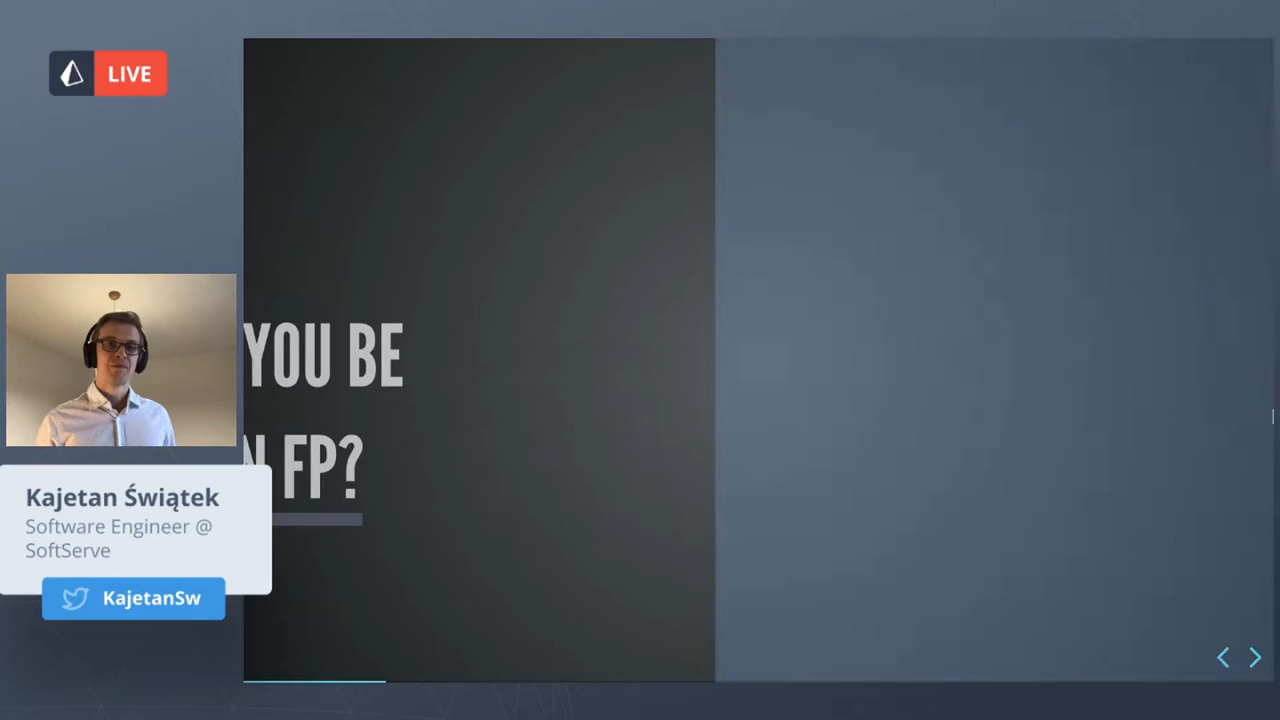 LIVE
YOU BE
FP?
Kajetan Świątek
Software Engineer @
SoftServe
KajetanSw